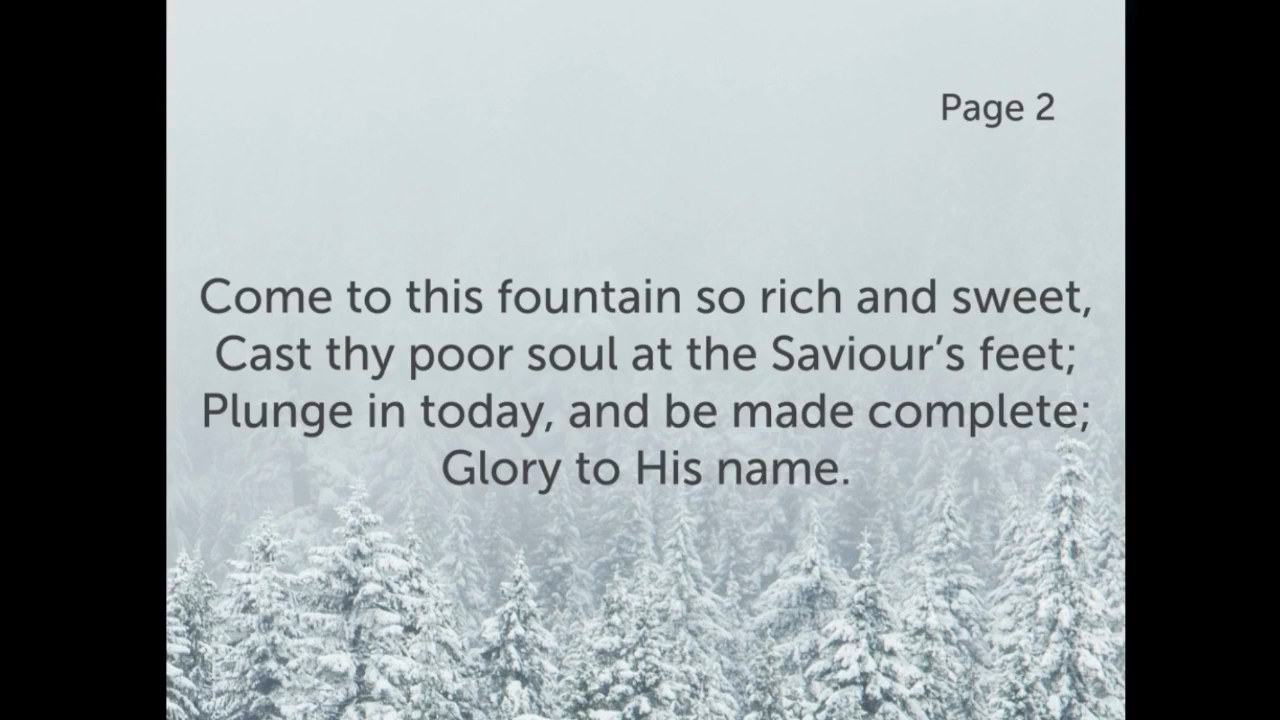 Page 2
Come to this fountain so rich and sweet,
Cast thy poor soul at the Saviour’s feet;
Plunge in today, and be made complete;
Glory to His name.